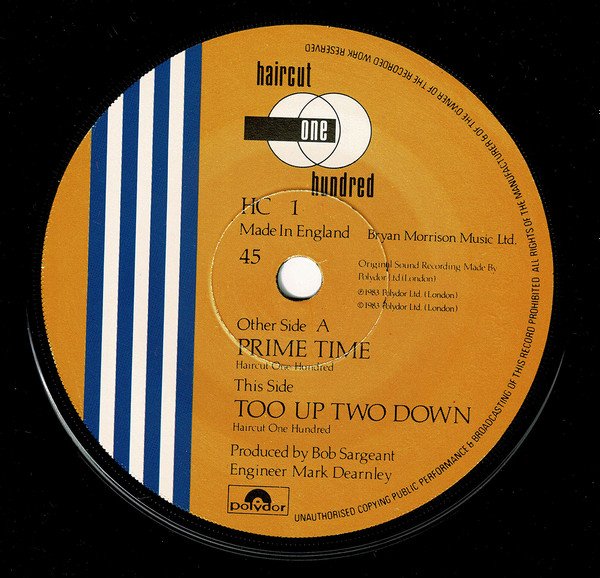 haircut
one
hundred
HC 1
Made In England Bryan Morrison Music Ltd.
45
Original Sound Recording Made By
Polydor Ltd (London)
℗1983 Polydor Ltd. (London)
©1983 Polydor Ltd. (London)
Other Side A
PRIME TIME
Haircut One Hundred
This Side
TOO UP TWO DOWN
Haircut One Hundred
Produced by Bob Sargeant
Engineer Mark Dearnley
polydor
UNAUTHORISED COPYING PUBLIC PERFORMANCE & BROADCASTING OF THIS RECORD PROHIBITED ALL RIGHTS OF THE MANUFACTURER & OF THE OWNER OF THE RECORDED WORK RESERVED